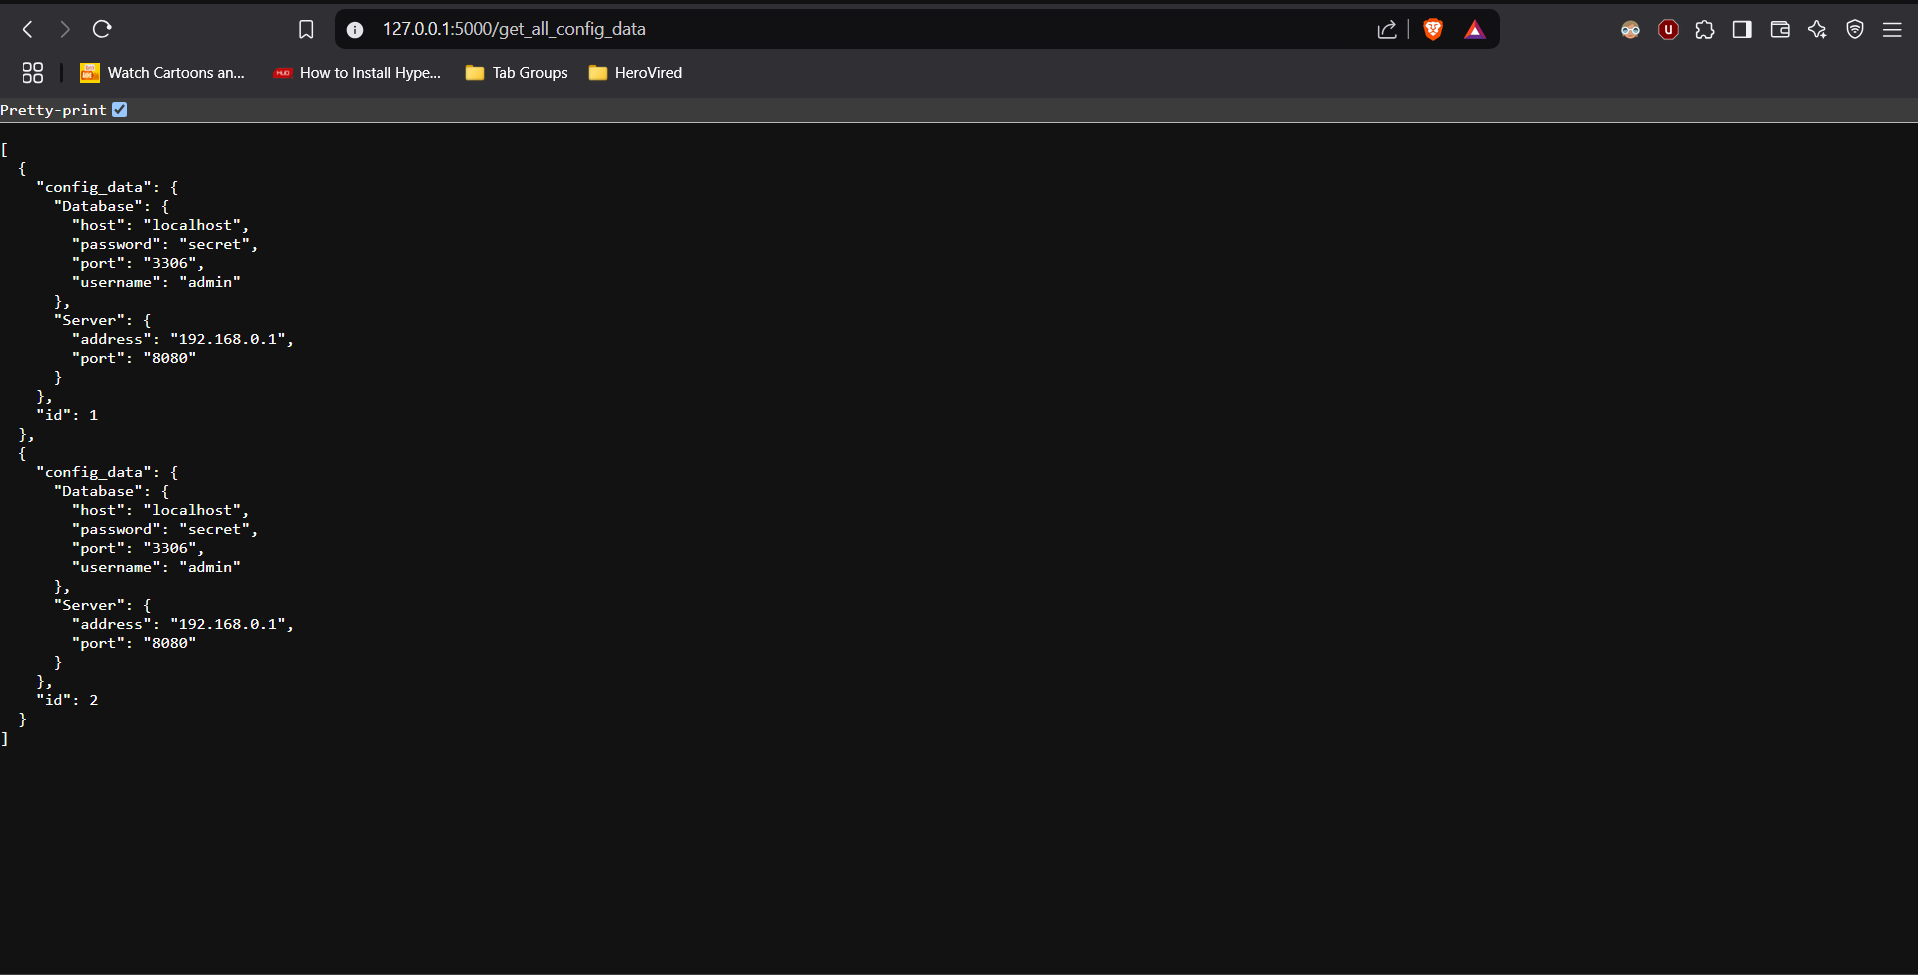 127.0.0.1:5000/get_all_config_data
Watch Cartoons an... How to Install Hype... Tab Groups HeroVired
Pretty-print
[
  {
    "config_data": {
      "Database": {
        "host": "localhost",
        "password": "secret",
        "port": "3306",
        "username": "admin"
      },
      "Server": {
        "address": "192.168.0.1",
        "port": "8080"
      }
    },
    "id": 1
  },
  {
    "config_data": {
      "Database": {
        "host": "localhost",
        "password": "secret",
        "port": "3306",
        "username": "admin"
      },
      "Server": {
        "address": "192.168.0.1",
        "port": "8080"
      }
    },
    "id": 2
  }
]